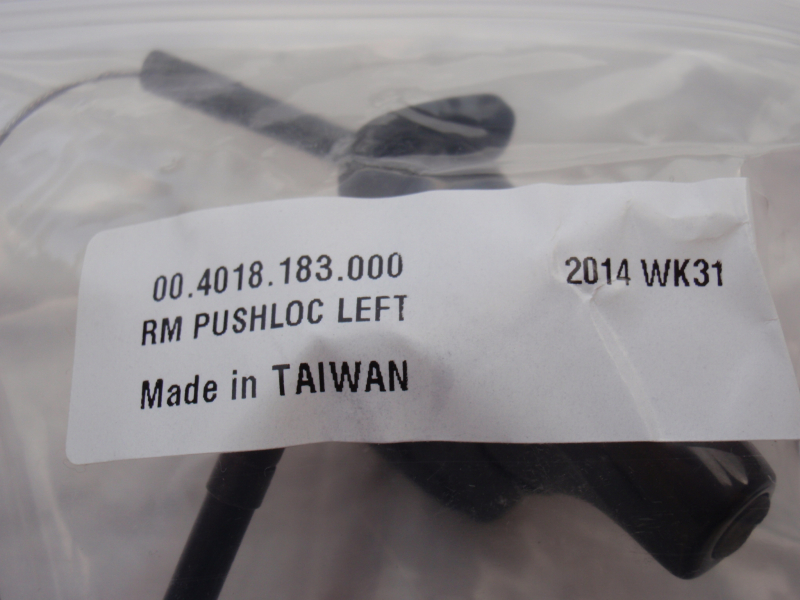 00.4018.183.000 2014 WK31
RM PUSHLOC LEFT
Made in TAIWAN